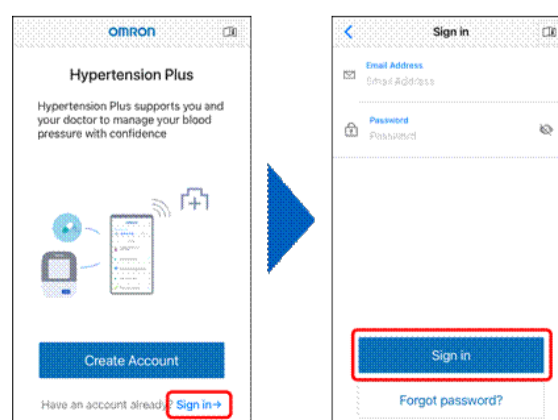 OMRON
Hypertension Plus
Hypertension Plus supports you and
your doctor to manage your blood
pressure with confidence
Create Account
Have an account already? Sign in→
Sign in
Email Address
Email Address
Password
Password
Sign in
Forgot password?